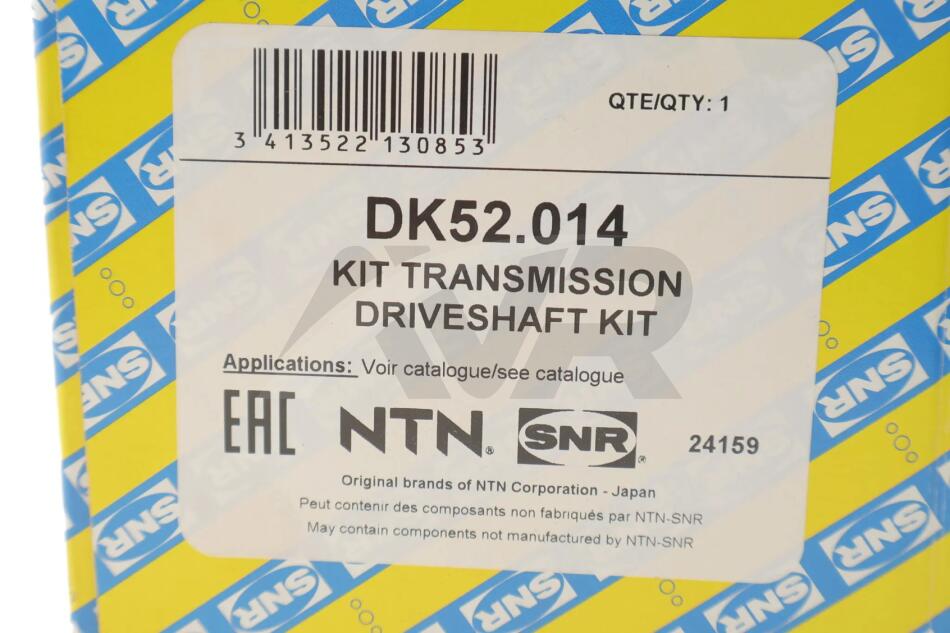 QTE/QTY: 1
3 413522 130853
DK52.014
KIT TRANSMISSION
DRIVESHAFT KIT
Applications: Voir catalogue/see catalogue
EAC NTN® SNR® 24159
Original brands of NTN Corporation - Japan
Peut contenir des composants non fabriqués par NTN-SNR
May contain components not manufactured by NTN-SNR